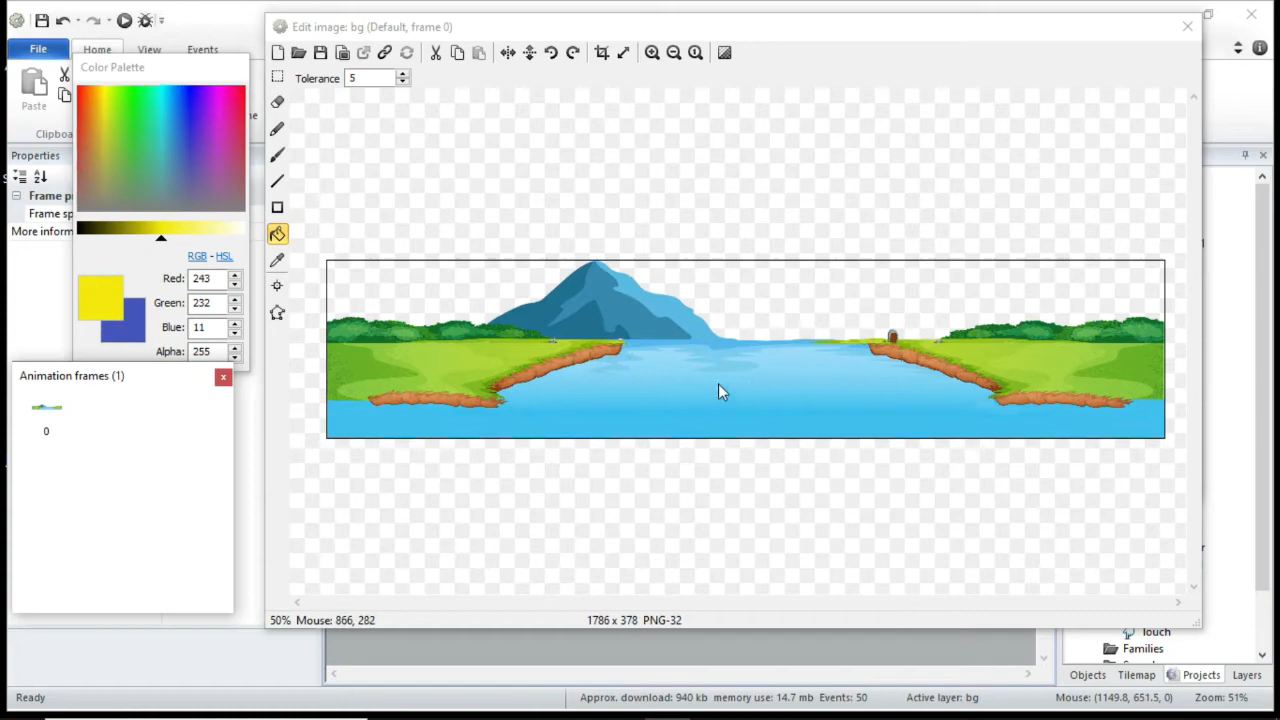 Edit image: bg (Default, frame 0)
File
Home
View
Events
Paste
Clipboa
Color Palette
Tolerance 5
Properties
Frame p
Frame sp
More inform
RGB - HSL
Red: 243
Green: 232
Blue: 11
Alpha: 255
Animation frames (1)
0
50% Mouse: 866, 282
1786 x 378 PNG-32
Touch
Families
Objects
Tilemap
Projects
Layers
Ready
Approx. download: 940 kb memory use: 14.7 mb Events: 50
Active layer: bg
Mouse: (1149.8, 651.5, 0)
Zoom: 51%